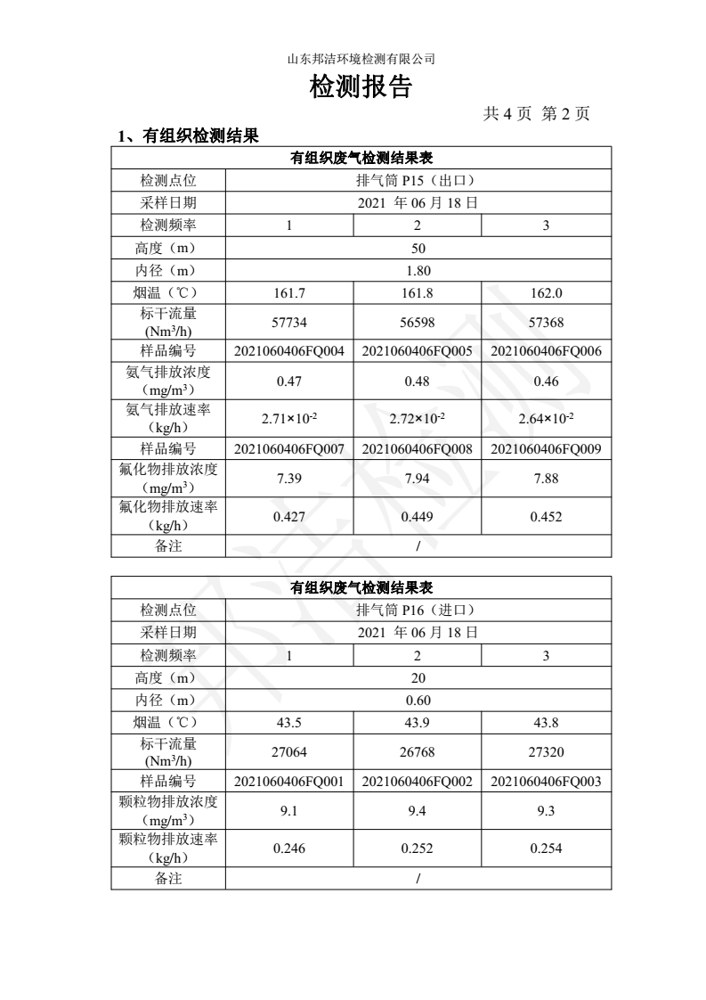 山东邦洁环境检测有限公司
检测报告
共 4 页 第 2 页
1、有组织检测结果
有组织废气检测结果表
检测点位 排气筒 P15（出口）
采样日期 2021 年 06 月 18 日
检测频率 1 2 3
高度（m） 50
内径（m） 1.80
烟温（℃） 161.7 161.8 162.0
标干流量
(Nm³/h) 57734 56598 57368
样品编号 2021060406FQ004 2021060406FQ005 2021060406FQ006
氨气排放浓度
（mg/m³） 0.47 0.48 0.46
氨气排放速率
（kg/h） 2.71×10⁻² 2.72×10⁻² 2.64×10⁻²
样品编号 2021060406FQ007 2021060406FQ008 2021060406FQ009
氟化物排放浓度
（mg/m³） 7.39 7.94 7.88
氟化物排放速率
（kg/h） 0.427 0.449 0.452
备注 /
有组织废气检测结果表
检测点位 排气筒 P16（进口）
采样日期 2021 年 06 月 18 日
检测频率 1 2 3
高度（m） 20
内径（m） 0.60
烟温（℃） 43.5 43.9 43.8
标干流量
(Nm³/h) 27064 26768 27320
样品编号 2021060406FQ001 2021060406FQ002 2021060406FQ003
颗粒物排放浓度
（mg/m³） 9.1 9.4 9.3
颗粒物排放速率
（kg/h） 0.246 0.252 0.254
备注 /
邦洁检测